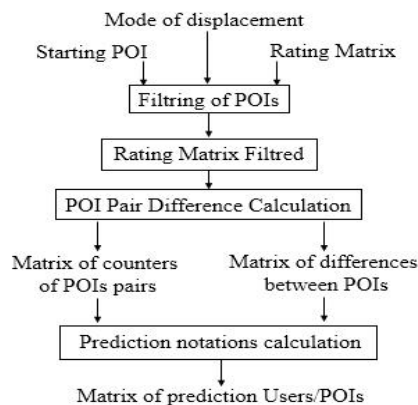 Mode of displacement
Starting POI
Rating Matrix
Filtring of POIs
Rating Matrix Filtred
POI Pair Difference Calculation
Matrix of counters
of POIs pairs
Matrix of differences
between POIs
Prediction notations calculation
Matrix of prediction Users/POIs